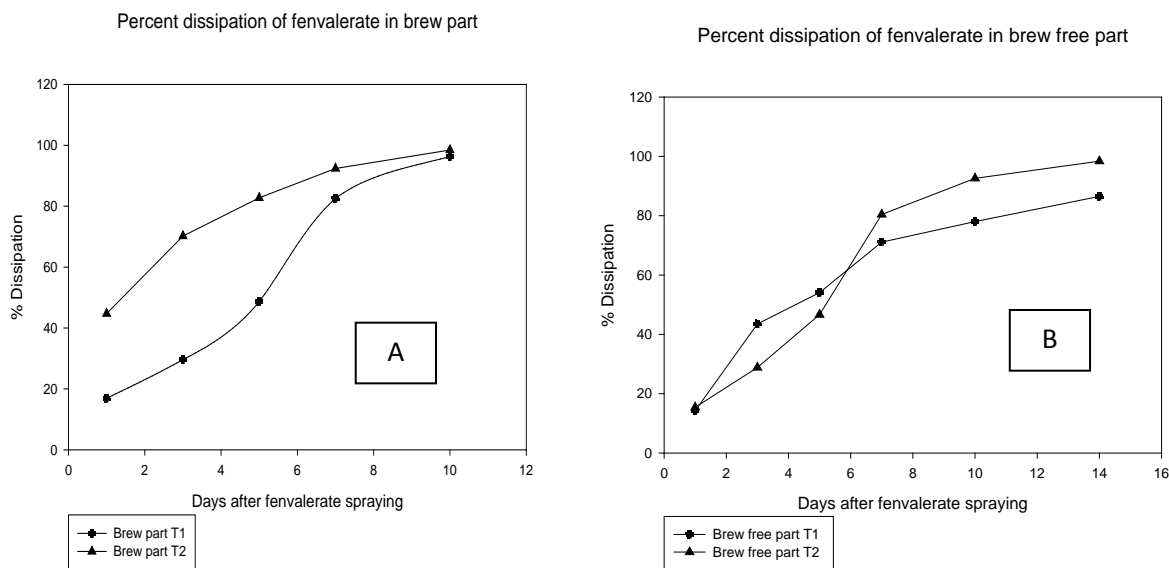 Percent dissipation of fenvalerate in brew part
120
100
80
60
40
20
0
% Dissipation
A
0 2 4 6 8 10 12
Days after fenvalerate spraying
Brew part T1
Brew part T2
Percent dissipation of fenvalerate in brew free part
120
100
80
60
40
20
0
% Dissipation
B
0 2 4 6 8 10 12 14 16
Days after fenvalerate spraying
Brew free part T1
Brew free part T2